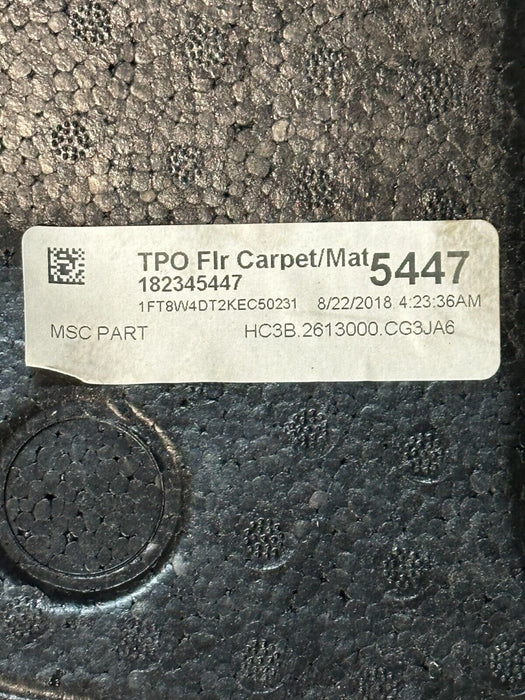 TPO Flr Carpet/Mat 5447
182345447
1FT8W4DT2KEC50231 8/22/2018 4:23:36AM
MSC PART HC3B.2613000.CG3JA6